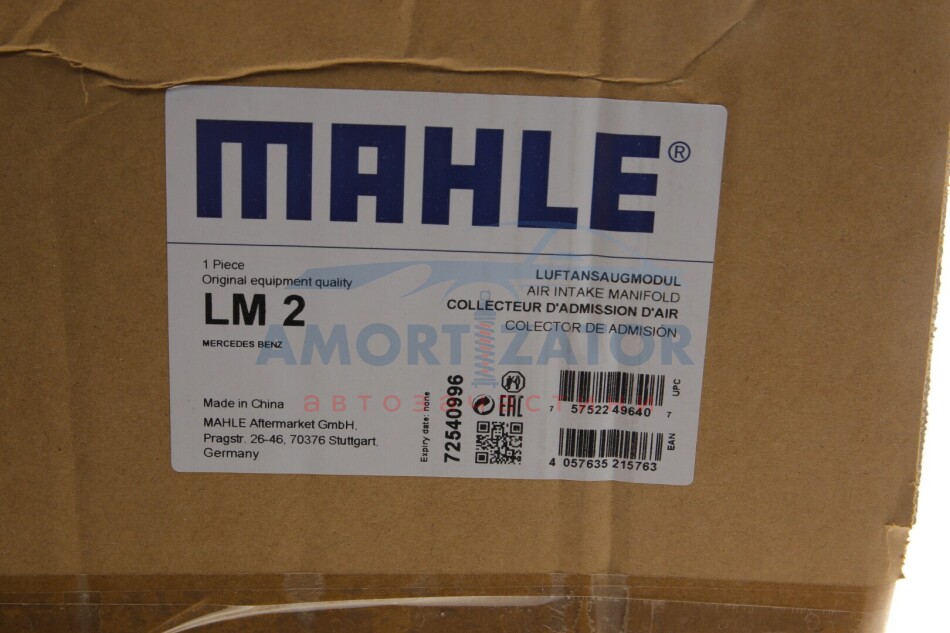 MAHLE®
1 Piece
Original equipment quality
LM 2
MERCEDES BENZ
LUFTANSAUGMODUL
AIR INTAKE MANIFOLD
COLLECTEUR D'ADMISSION D'AIR
COLECTOR DE ADMISIÓN
AMORTIZATOR
автозапчастини
Made in China
MAHLE Aftermarket GmbH,
Pragstr. 26-46, 70376 Stuttgart,
Germany
Expiry date: none
72540996
EAC
UPC
7 57522 49640 7
EAN
4 057635 215763